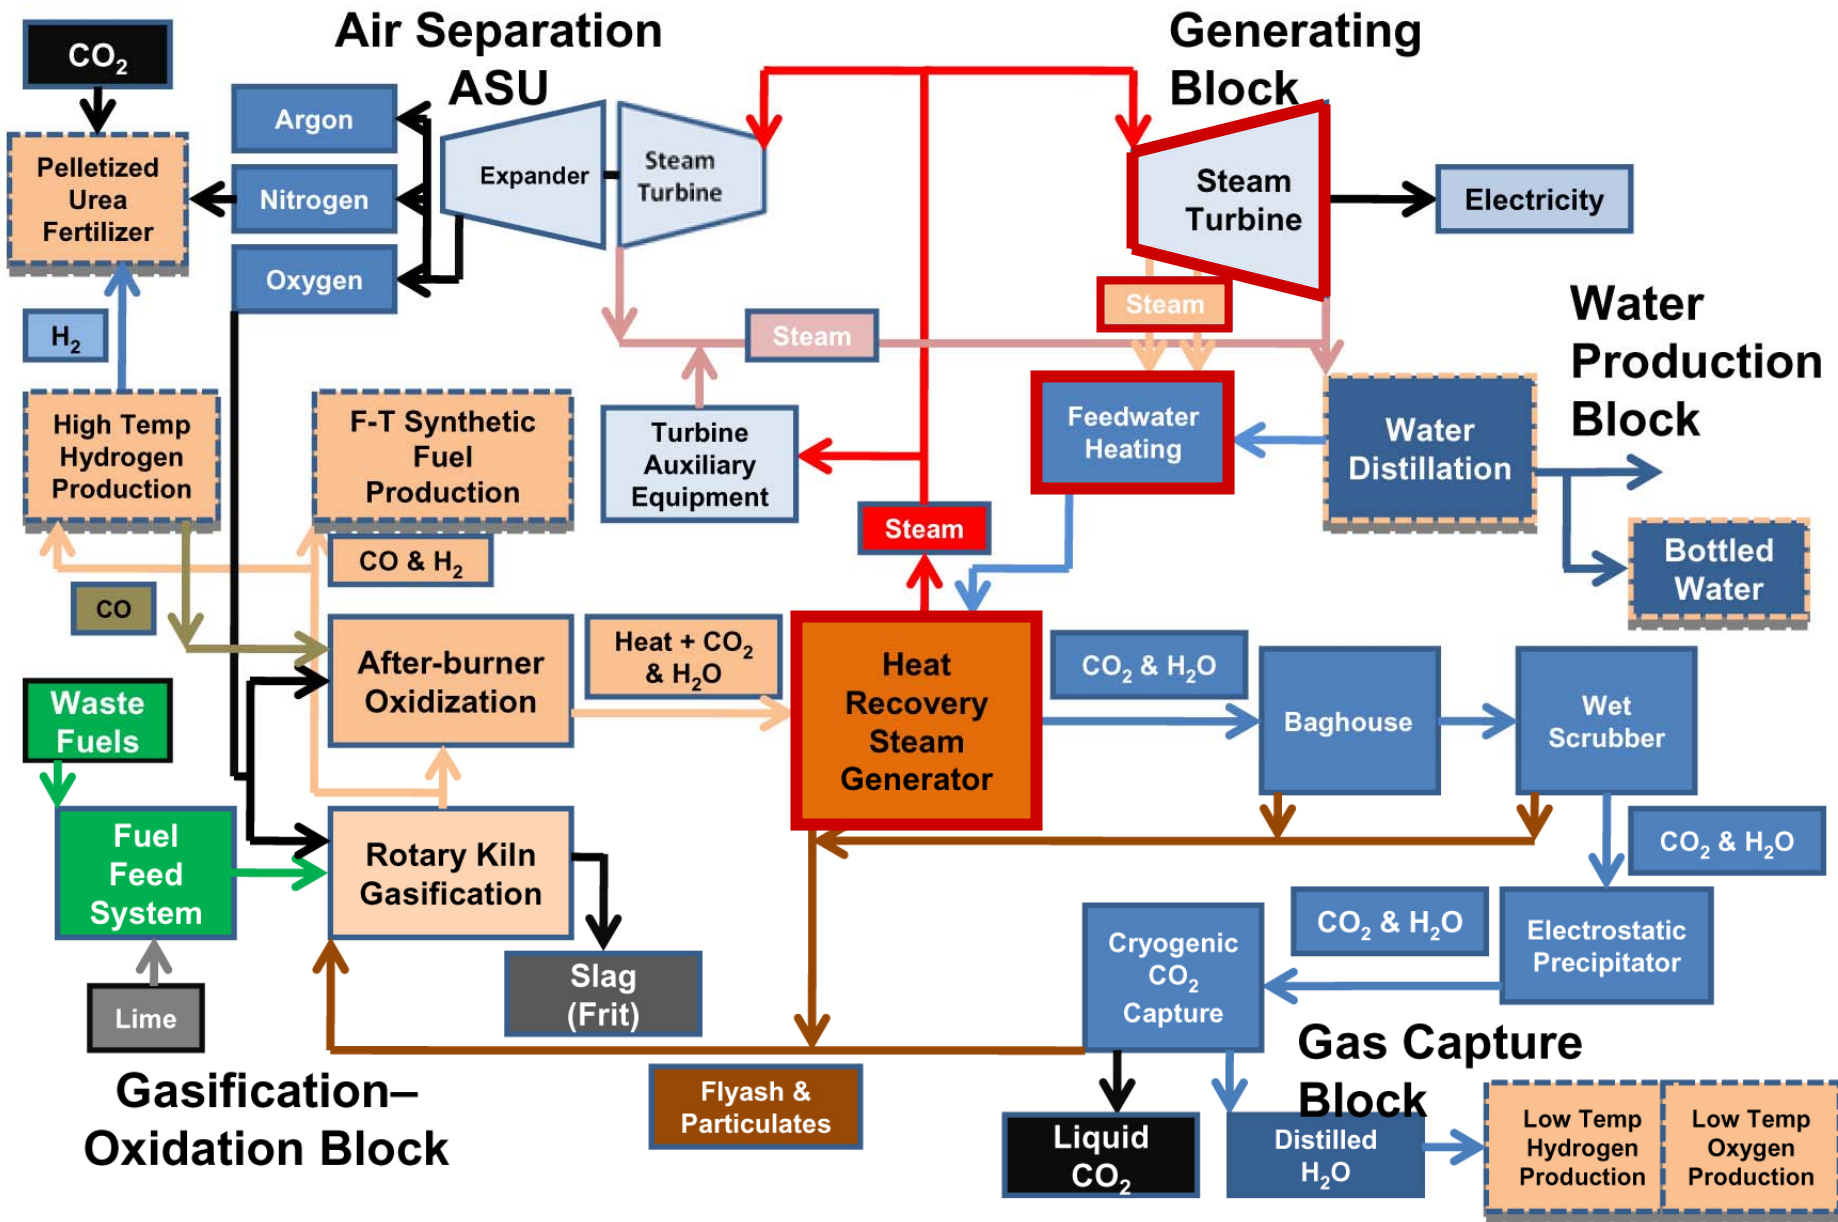 Air Separation
ASU
Generating
Block
CO2
Argon
Pelletized
Urea
Fertilizer
Nitrogen
Oxygen
Expander
Steam
Turbine
Steam
Turbine
Electricity
Steam
Steam
H2
Water
Production
Block
High Temp
Hydrogen
Production
F-T Synthetic
Fuel
Production
Turbine
Auxiliary
Equipment
Feedwater
Heating
Water
Distillation
Steam
Bottled
Water
CO & H2
CO
After-burner
Oxidization
Heat + CO2
& H2O
Heat
Recovery
Steam
Generator
CO2 & H2O
Baghouse
Wet
Scrubber
Waste
Fuels
Fuel
Feed
System
Rotary Kiln
Gasification
CO2 & H2O
Lime
Slag
(Frit)
Cryogenic
CO2
Capture
CO2 & H2O
Electrostatic
Precipitator
Gasification–
Oxidation Block
Flyash &
Particulates
Gas Capture
Block
Liquid
CO2
Distilled
H2O
Low Temp
Hydrogen
Production
Low Temp
Oxygen
Production